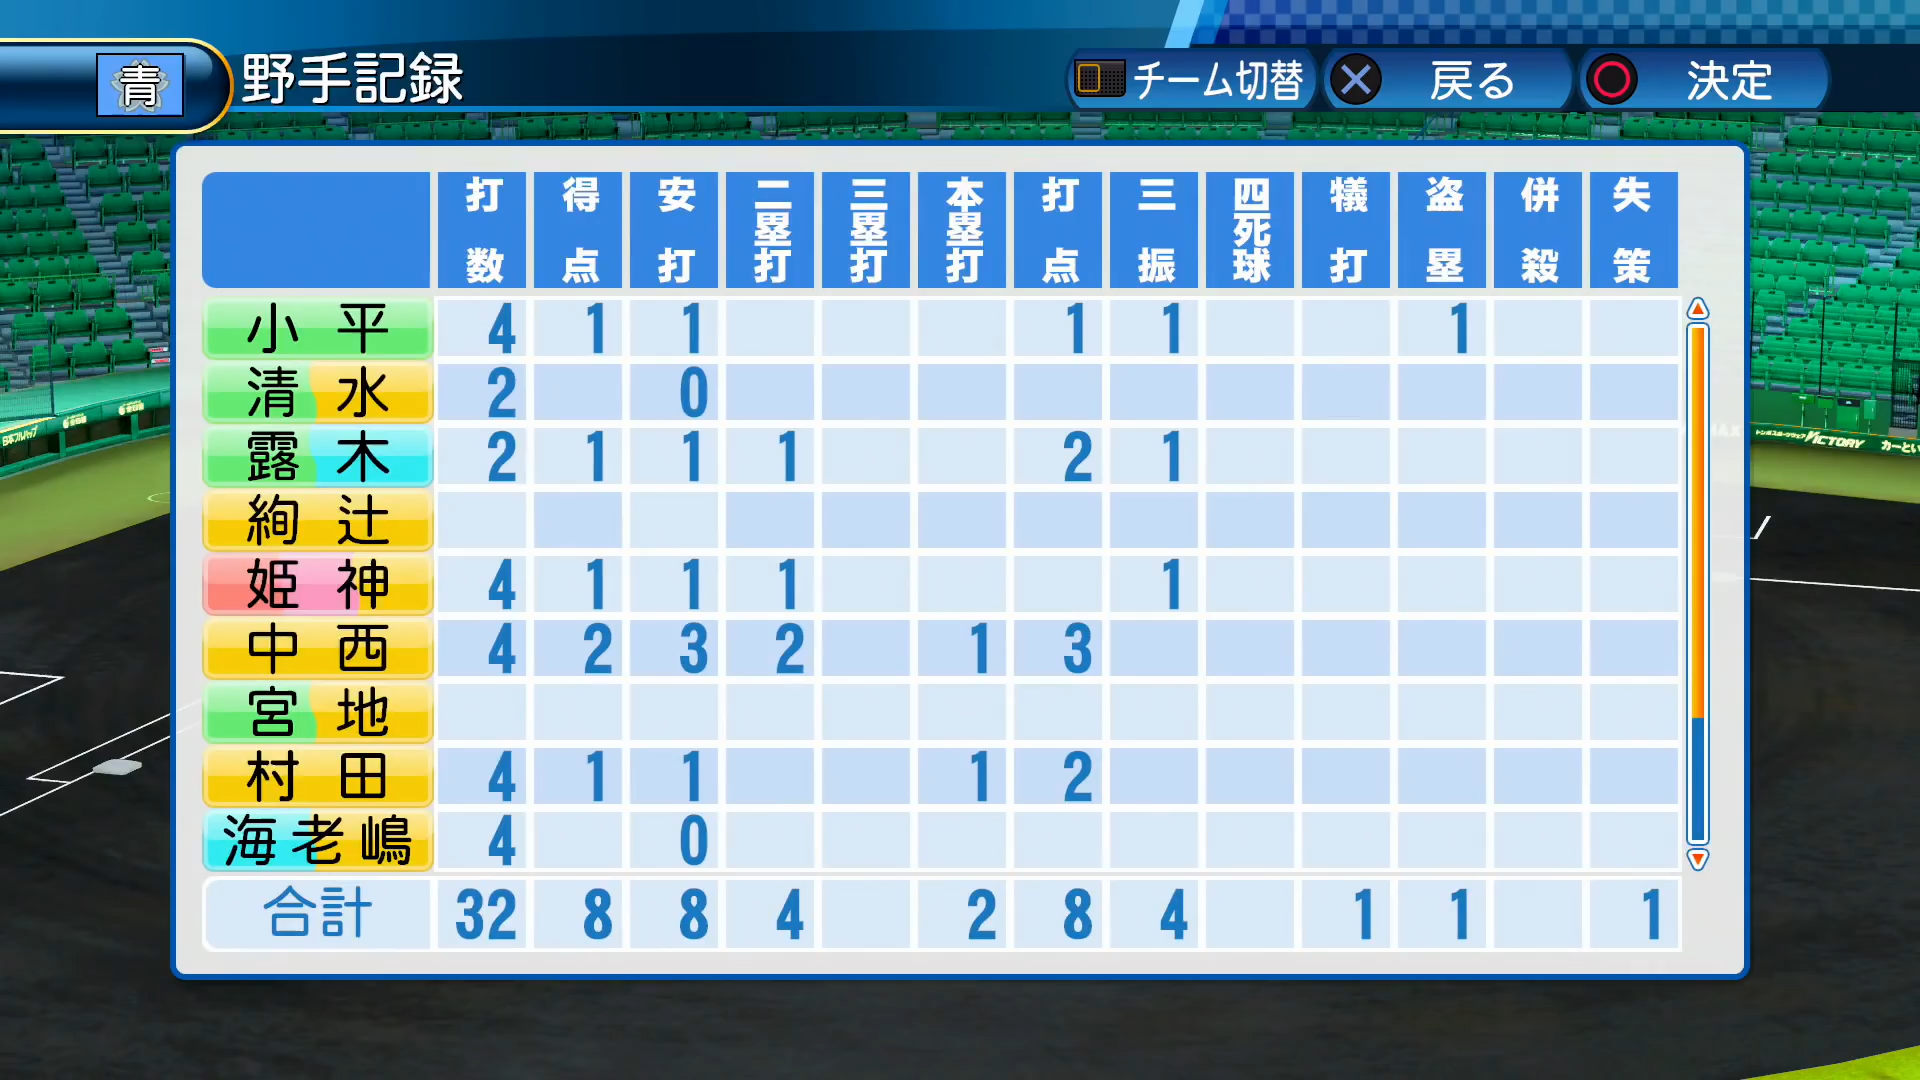 青 野手記録 チーム切替 戻る 決定
打数 得点 安打 二塁打 三塁打 本塁打 打点 三振 四死球 犠打 盗塁 併殺 失策
小平 4 1 1 1 1 1
清水 2 0
露木 2 1 1 1 2 1
絢辻
姫神 4 1 1 1 1
中西 4 2 3 2 1 3
宮地
村田 4 1 1 1 2
海老嶋 4 0
合計 32 8 8 4 2 8 4 1 1 1
VICTORY カーとい